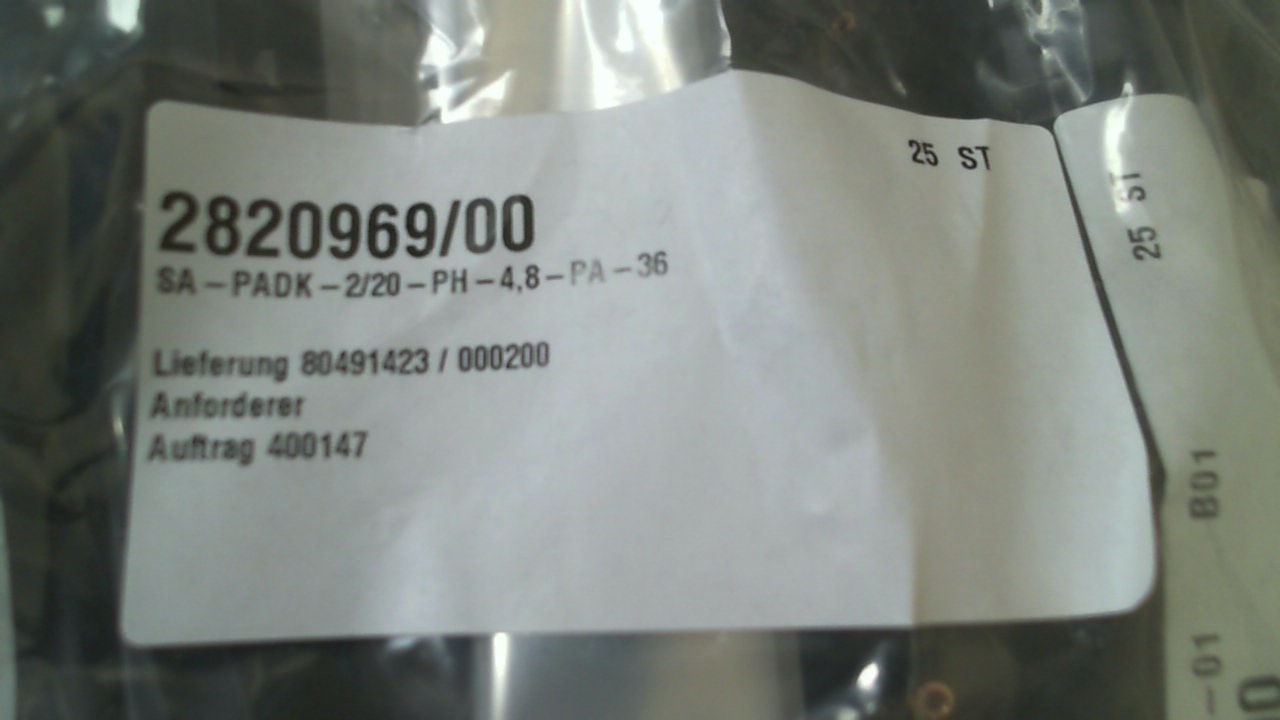 25 ST
2820969/00
SA-PADK-2/20-PH-4,8-PA-36
Lieferung 80491423 / 000200
Anforderer
Auftrag 400147
25 ST
B01
-01